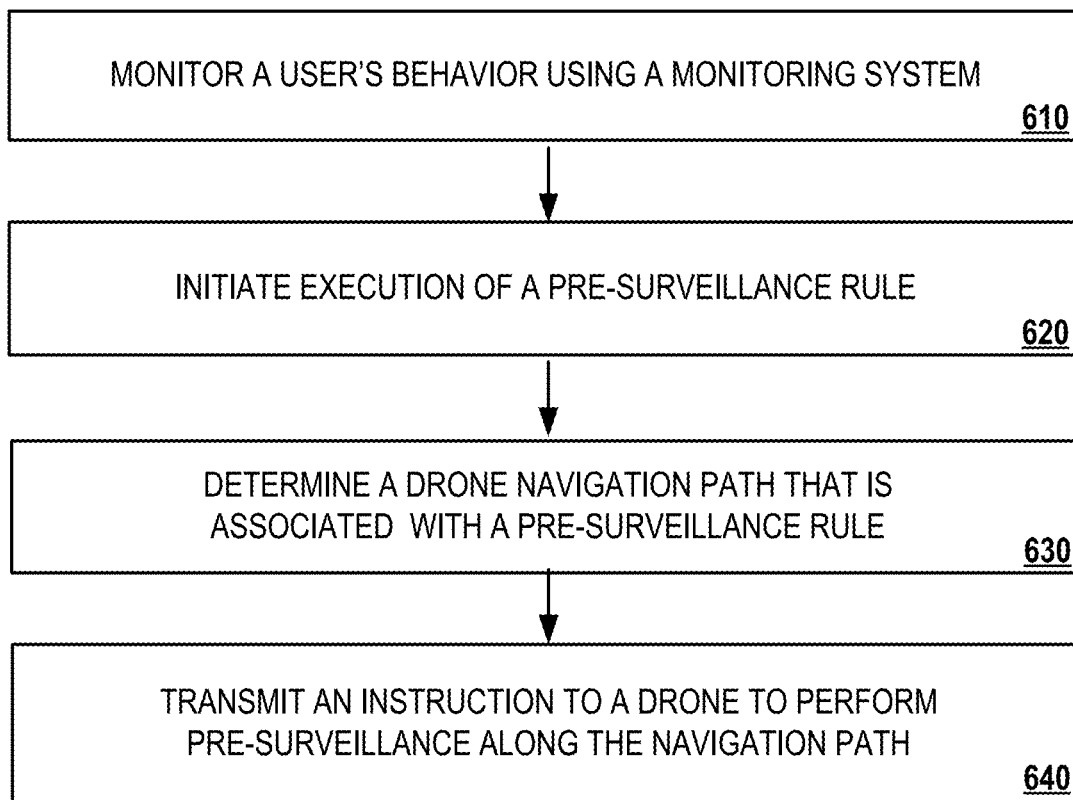 MONITOR A USER'S BEHAVIOR USING A MONITORING SYSTEM
610
INITIATE EXECUTION OF A PRE-SURVEILLANCE RULE
620
DETERMINE A DRONE NAVIGATION PATH THAT IS
ASSOCIATED WITH A PRE-SURVEILLANCE RULE
630
TRANSMIT AN INSTRUCTION TO A DRONE TO PERFORM
PRE-SURVEILLANCE ALONG THE NAVIGATION PATH
640